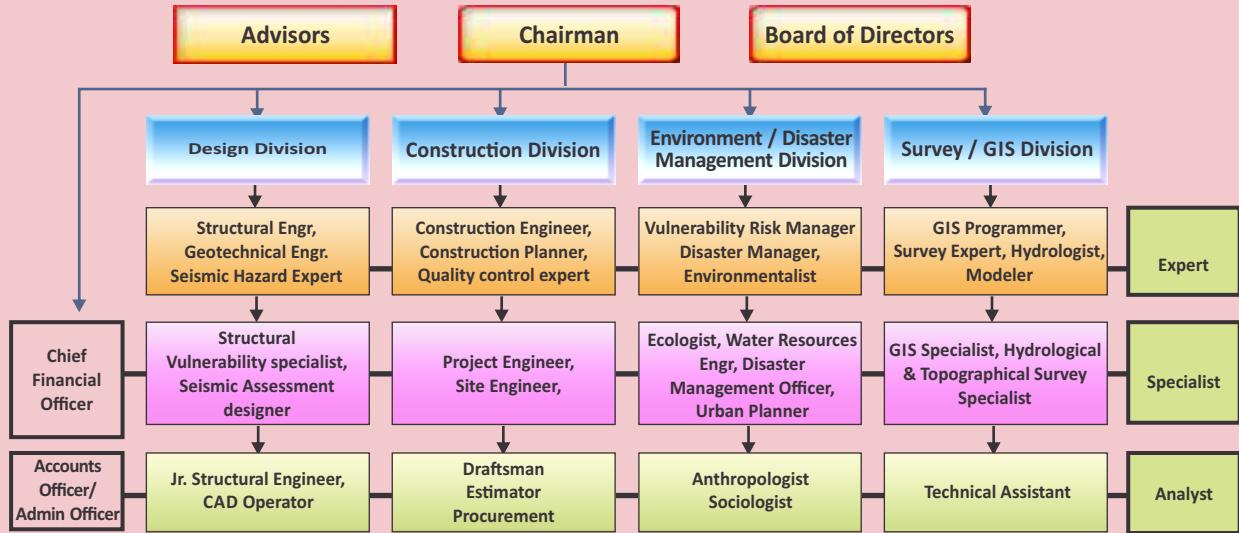 Advisors
Chairman
Board of Directors
Design Division
Construction Division
Environment / Disaster
Management Division
Survey / GIS Division
Structural Engr,
Geotechnical Engr.
Seismic Hazard Expert
Construction Engineer,
Construction Planner,
Quality control expert
Vulnerability Risk Manager
Disaster Manager,
Environmentalist
GIS Programmer,
Survey Expert, Hydrologist,
Modeler
Expert
Chief
Financial
Officer
Structural
Vulnerability specialist,
Seismic Assessment
designer
Project Engineer,
Site Engineer,
Ecologist, Water Resources
Engr, Disaster
Management Officer,
Urban Planner
GIS Specialist, Hydrological
& Topographical Survey
Specialist
Specialist
Accounts
Officer/
Admin Officer
Jr. Structural Engineer,
CAD Operator
Draftsman
Estimator
Procurement
Anthropologist
Sociologist
Technical Assistant
Analyst